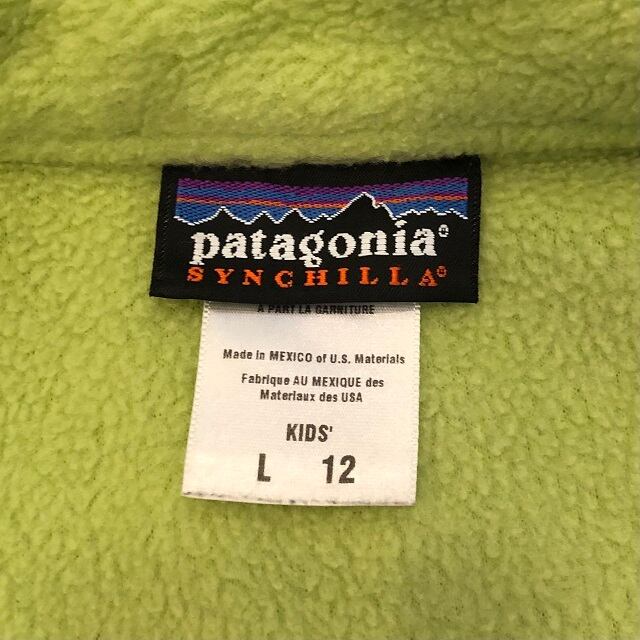 patagonia®
SYNCHILLA®
À PART LA GARNITURE
Made in MEXICO of U.S. Materials
Fabrique AU MEXIQUE des
Materiaux des USA
KIDS'
L 12